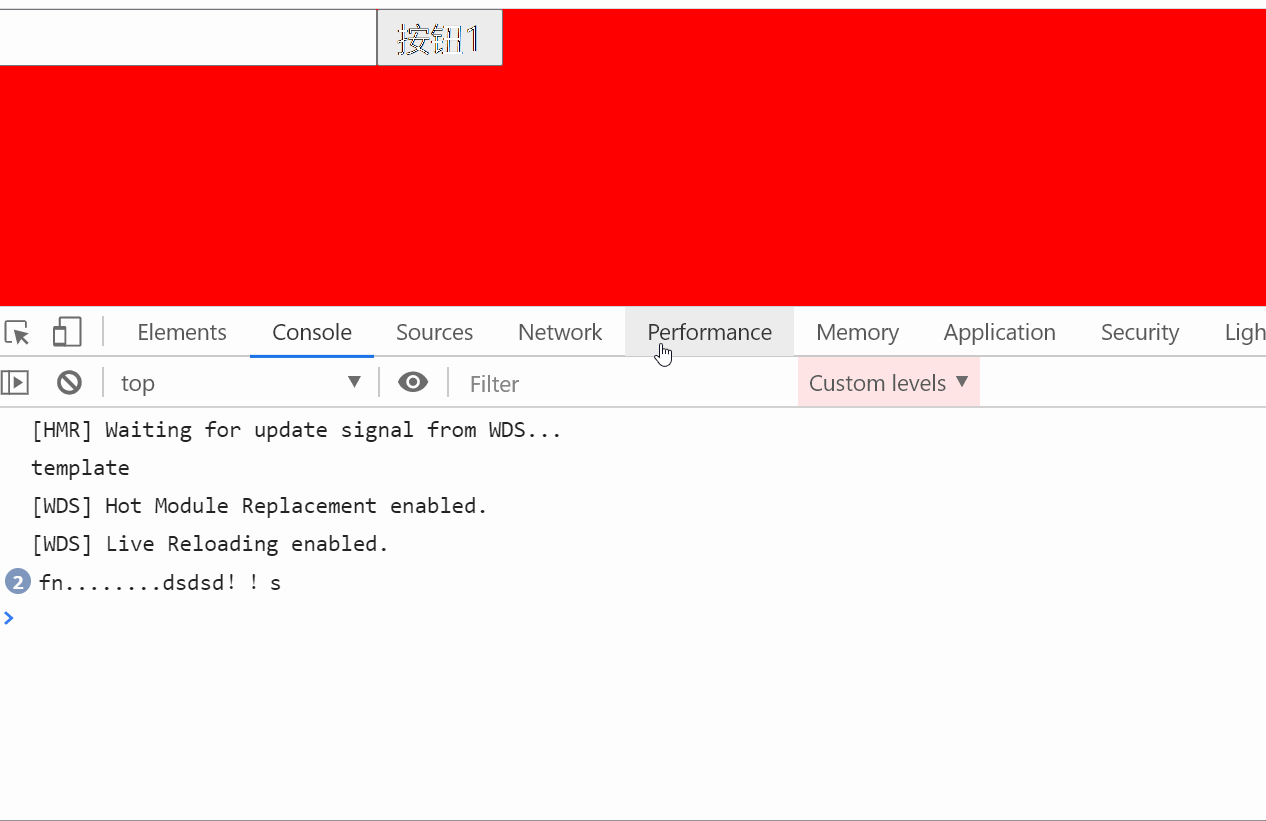 按钮1
Elements Console Sources Network Performance Memory Application Security Ligh
top Filter Custom levels
[HMR] Waiting for update signal from WDS...
template
[WDS] Hot Module Replacement enabled.
[WDS] Live Reloading enabled.
2 fn........dsdsd！！s